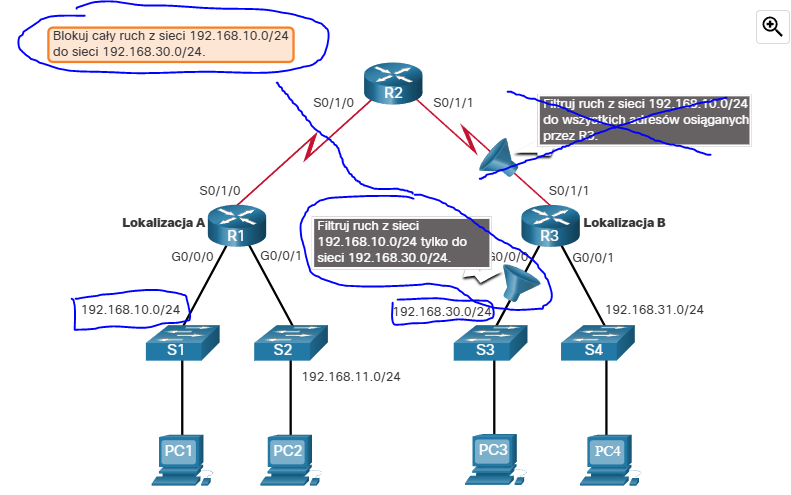 Blokuj cały ruch z sieci 192.168.10.0/24
do sieci 192.168.30.0/24.
R2
S0/1/0
S0/1/1
Filtruj ruch z sieci 192.168.10.0/24
do wszystkich adresów osiąganych
przez R3.
S0/1/0
S0/1/1
Lokalizacja A
R1
Filtruj ruch z sieci
192.168.10.0/24 tylko do
sieci 192.168.30.0/24.
R3
Lokalizacja B
G0/0/0
G0/0/1
G0/0/0
G0/0/1
192.168.10.0/24
192.168.30.0/24
192.168.31.0/24
S1
S2
S3
S4
192.168.11.0/24
PC1
PC2
PC3
PC4